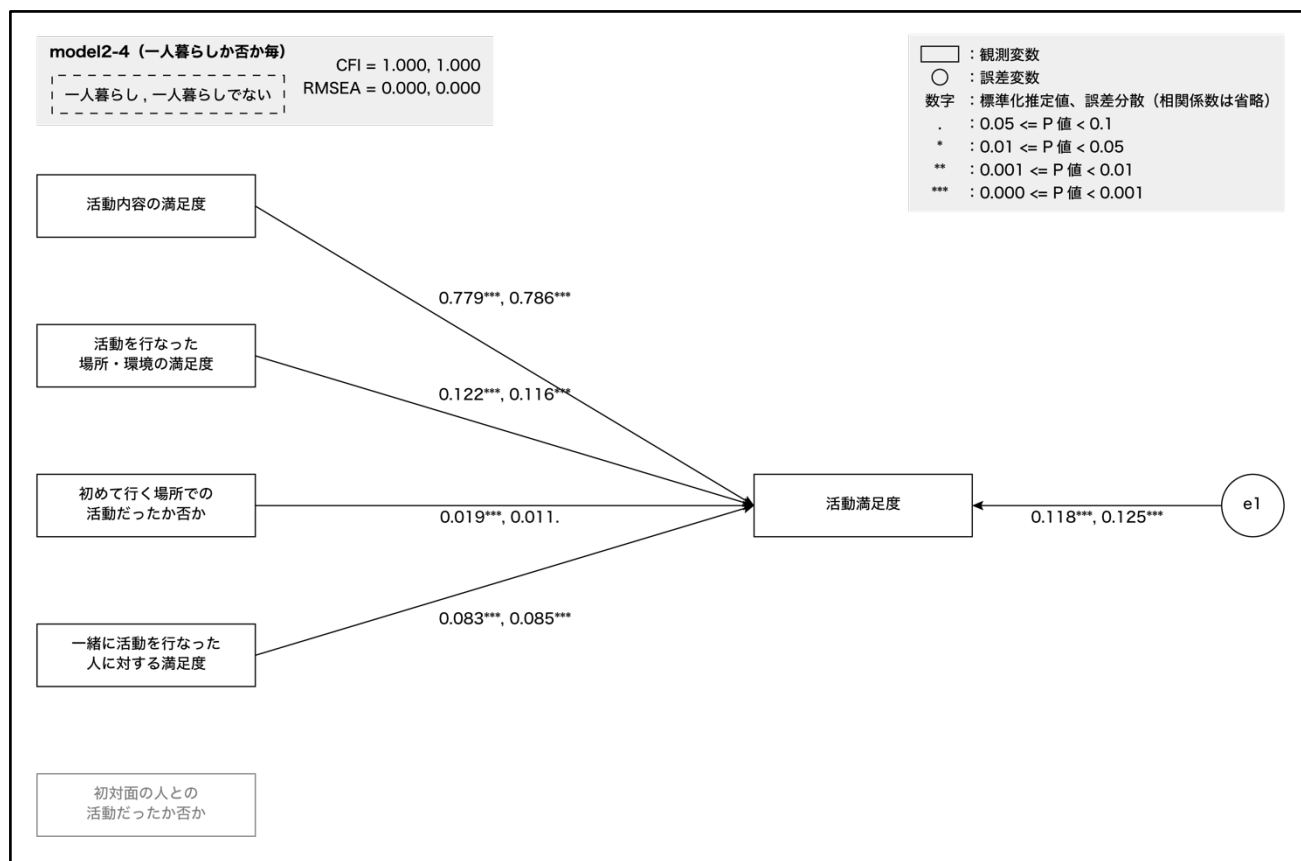 model2-4（一人暮らしか否か毎）
一人暮らし , 一人暮らしでない
CFI = 1.000, 1.000
RMSEA = 0.000, 0.000
：観測変数
：誤差変数
数字 ：標準化推定値、誤差分散（相関係数は省略）
. ：0.05 <= P 値 < 0.1
* ：0.01 <= P 値 < 0.05
** ：0.001 <= P 値 < 0.01
*** ：0.000 <= P 値 < 0.001
活動内容の満足度
0.779***, 0.786***
活動を行なった
場所・環境の満足度
0.122***, 0.116***
初めて行く場所での
活動だったか否か
0.019***, 0.011.
活動満足度
0.118***, 0.125***
e1
一緒に活動を行なった
人に対する満足度
0.083***, 0.085***
初対面の人との
活動だったか否か